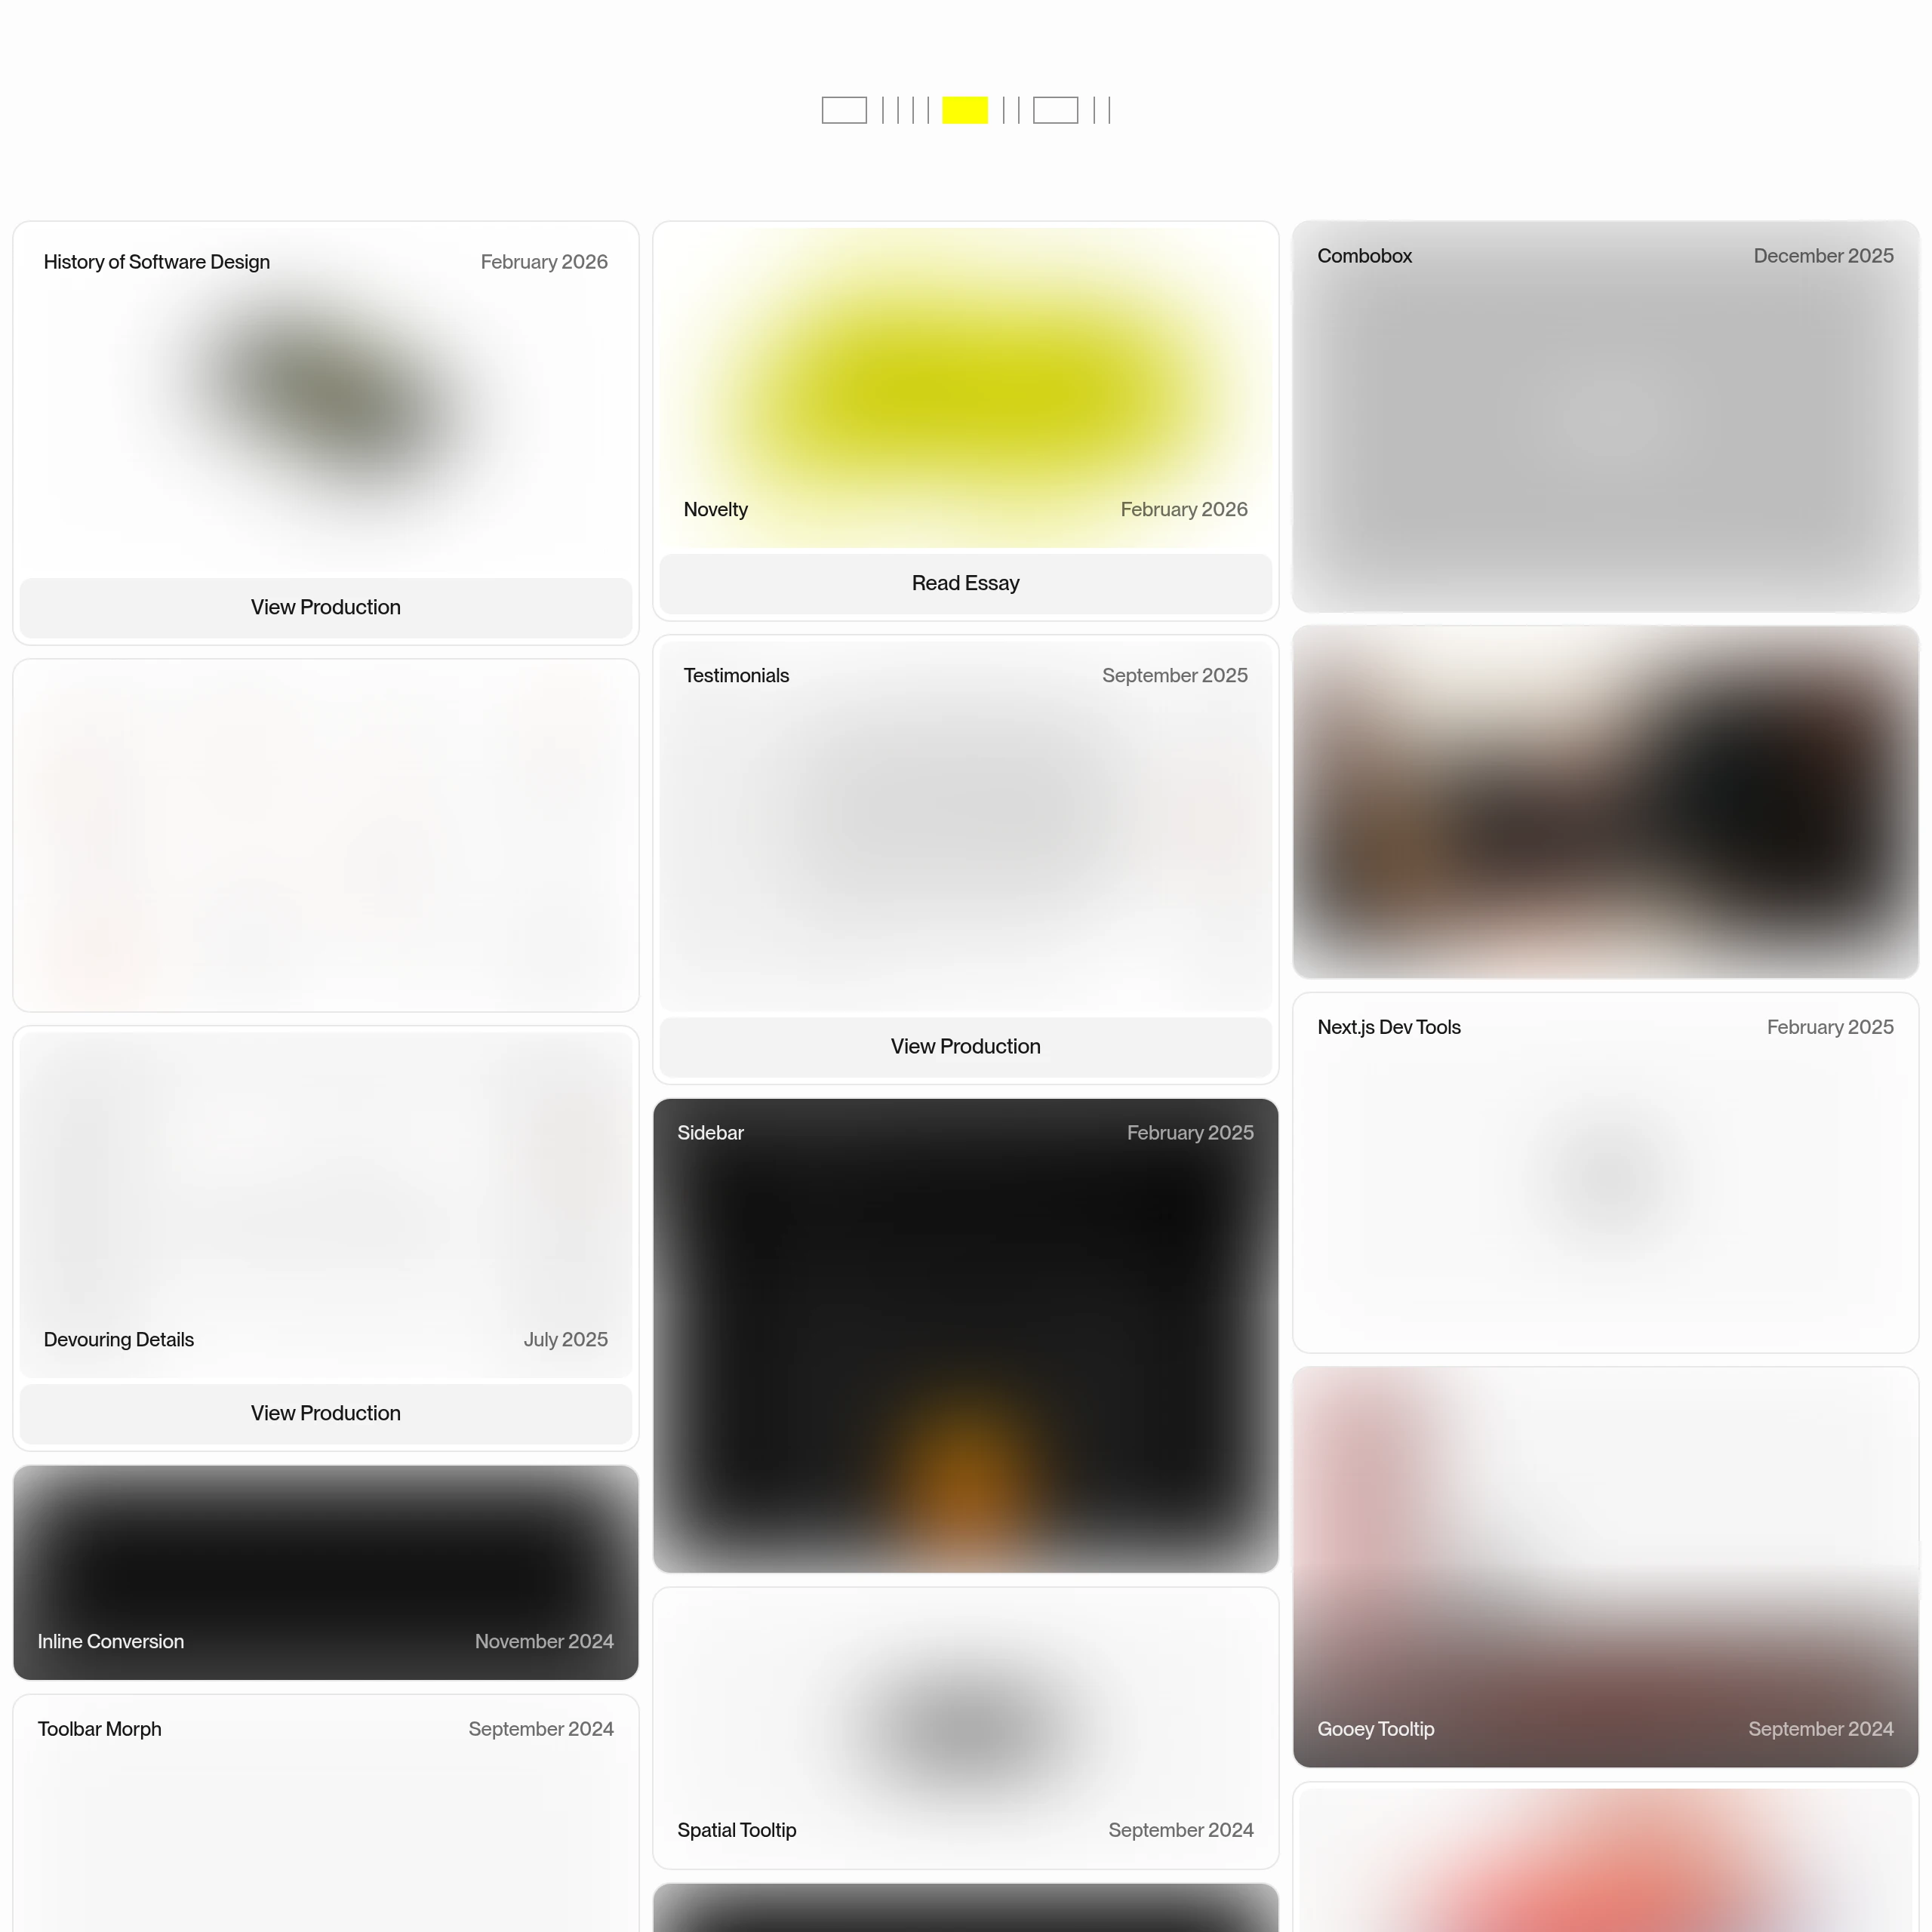 History of Software Design
February 2026
View Production
Devouring Details
July 2025
View Production
Inline Conversion
November 2024
Toolbar Morph
September 2024
Novelty
February 2026
Read Essay
Testimonials
September 2025
View Production
Sidebar
February 2025
Spatial Tooltip
September 2024
Combobox
December 2025
Next.js Dev Tools
February 2025
Gooey Tooltip
September 2024